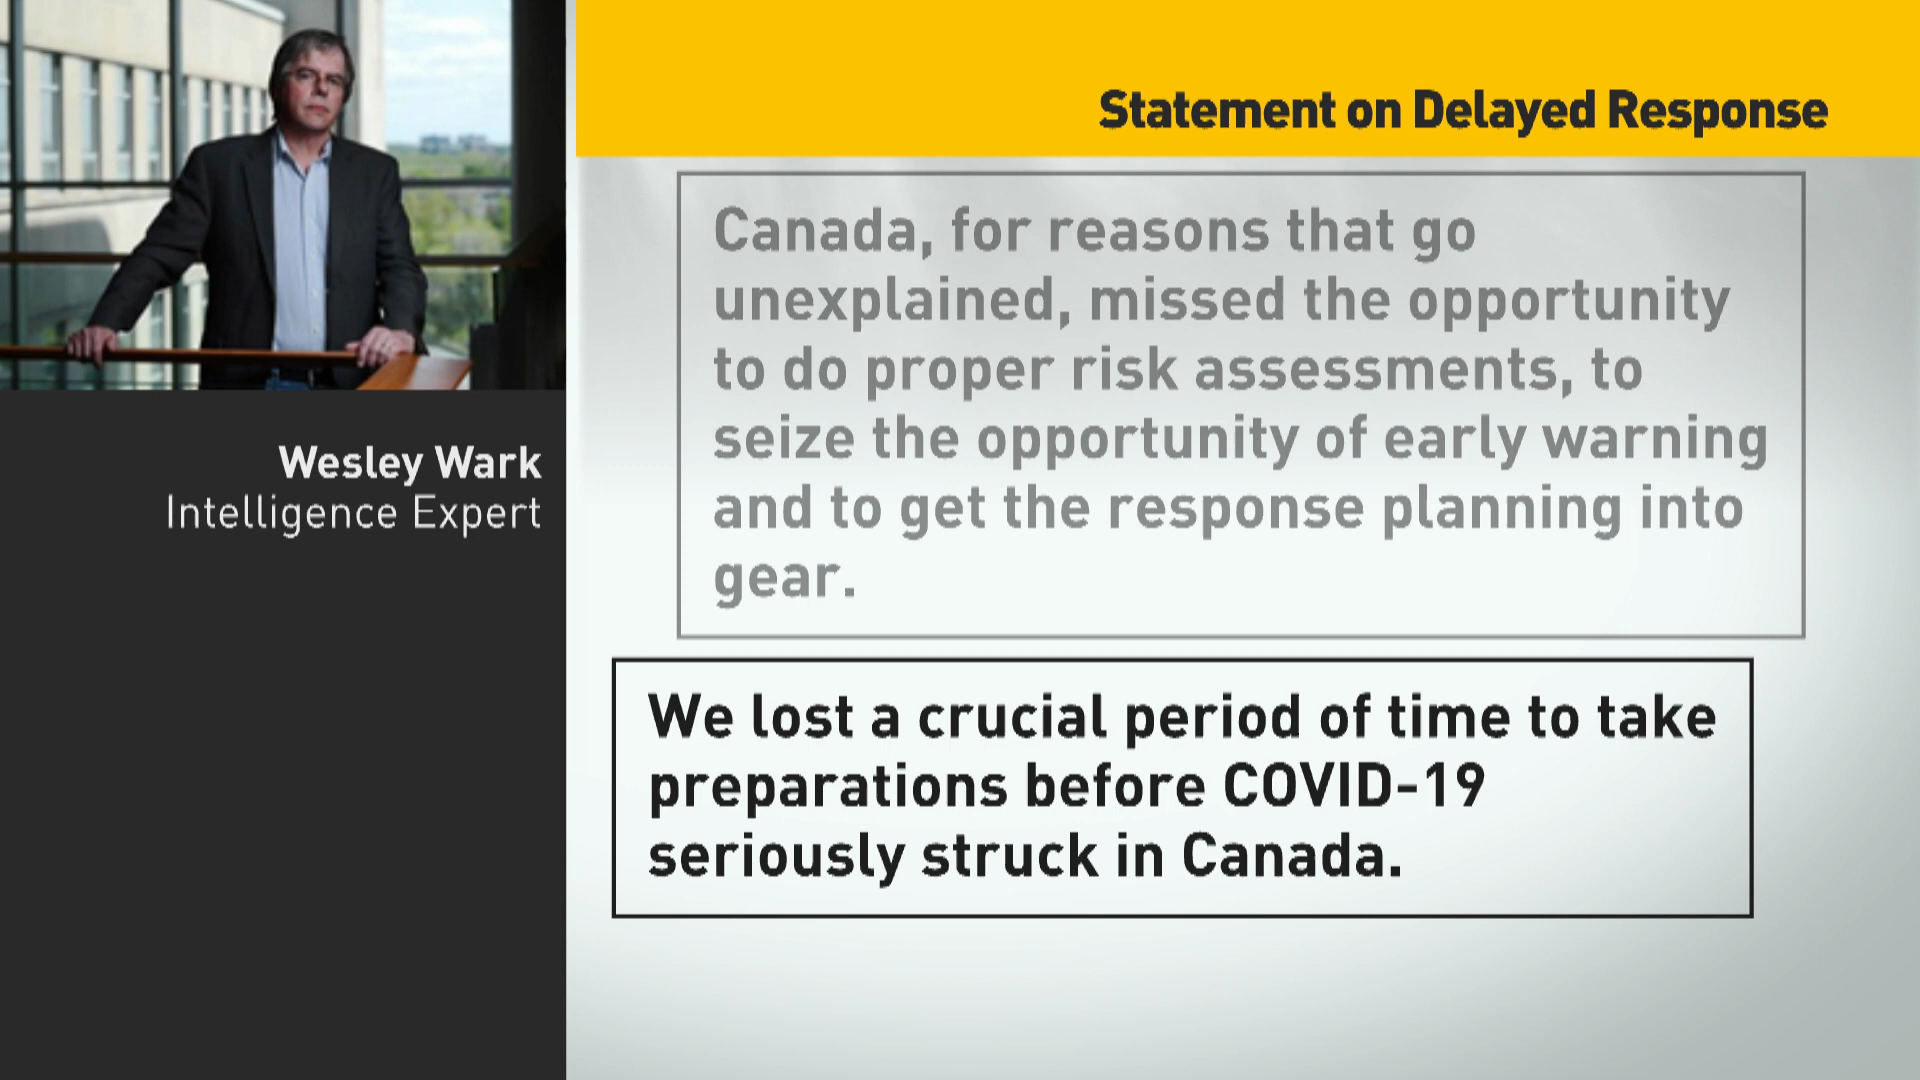 Statement on Delayed Response
Canada, for reasons that go
unexplained, missed the opportunity
to do proper risk assessments, to
seize the opportunity of early warning
and to get the response planning into
gear.
We lost a crucial period of time to take
preparations before COVID-19
seriously struck in Canada.
Wesley Wark
Intelligence Expert